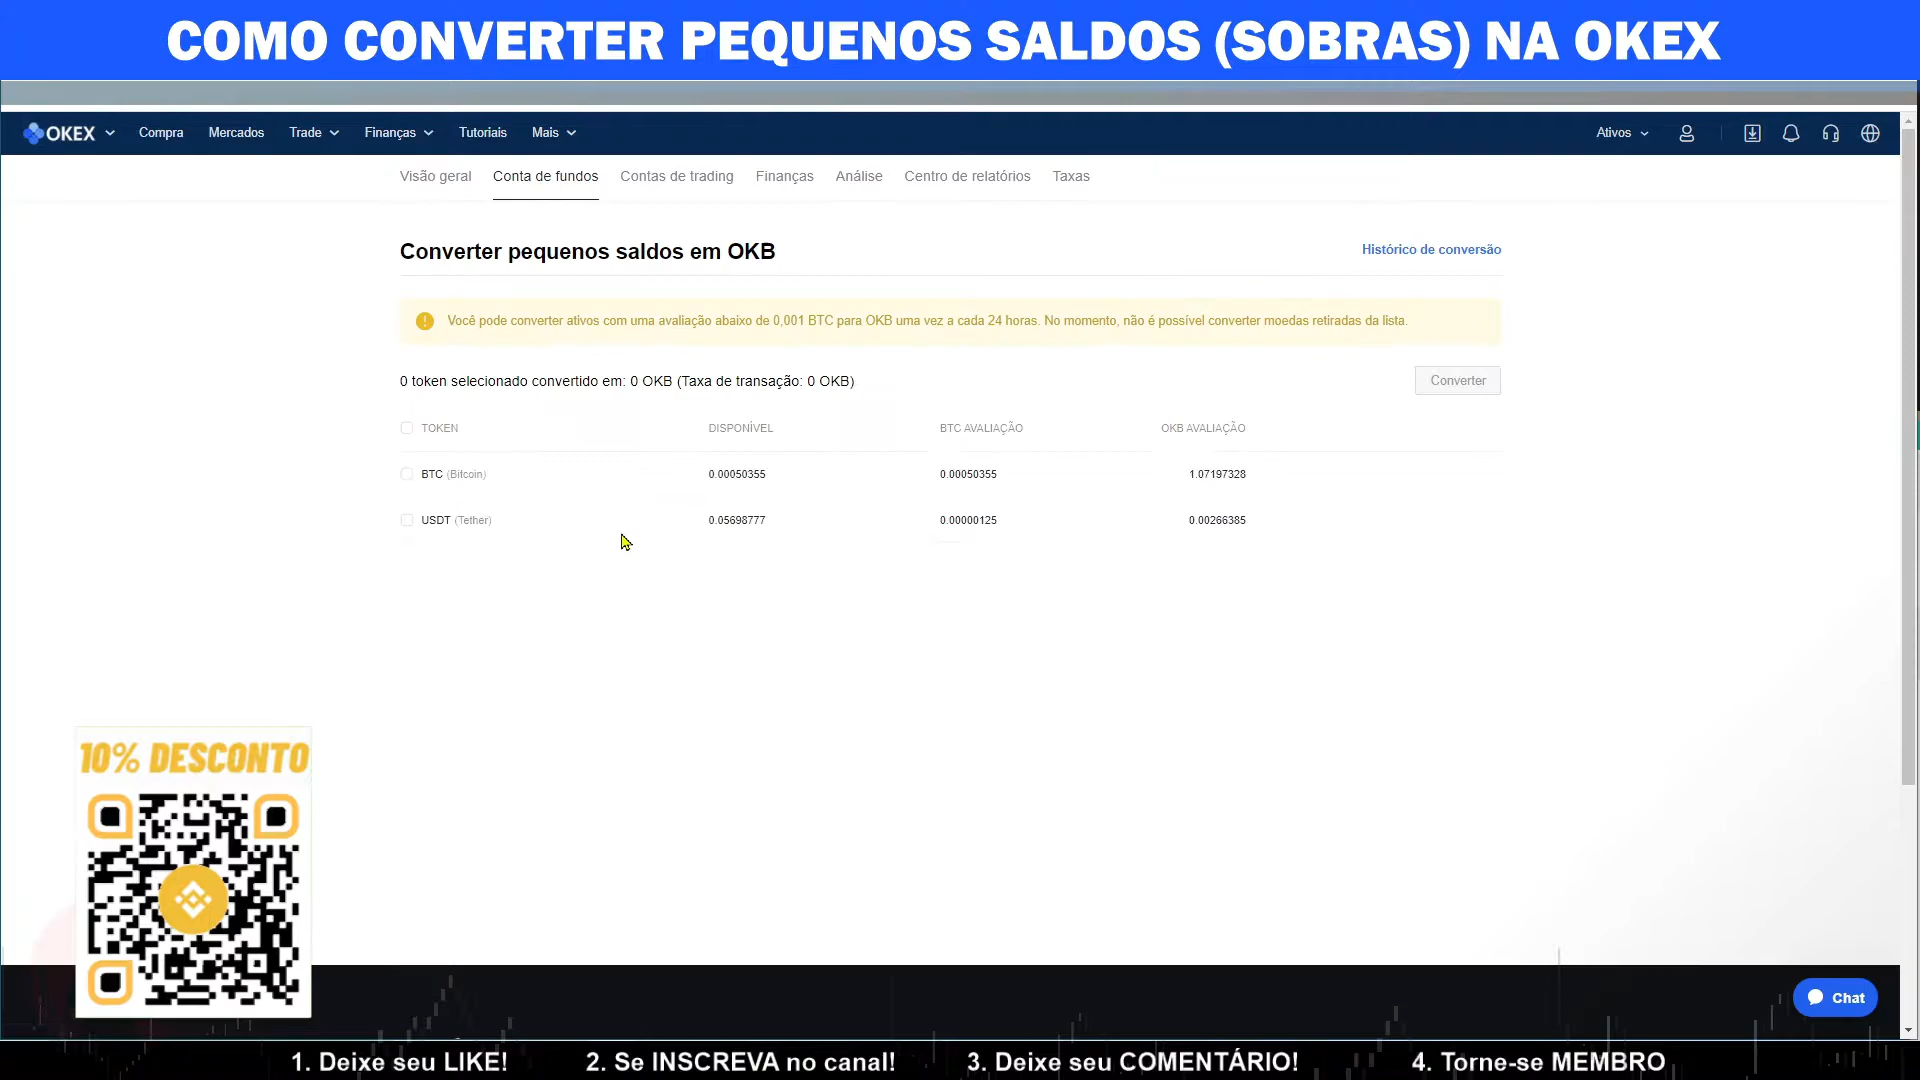 COMO CONVERTER PEQUENOS SALDOS (SOBRAS) NA OKEX
OKEX Compra Mercados Trade Finanças Tutoriais Mais Ativos
Visão geral Conta de fundos Contas de trading Finanças Análise Centro de relatórios Taxas
Converter pequenos saldos em OKB Histórico de conversão
Você pode converter ativos com uma avaliação abaixo de 0,001 BTC para OKB uma vez a cada 24 horas. No momento, não é possível converter moedas retiradas da lista.
0 token selecionado convertido em: 0 OKB (Taxa de transação: 0 OKB) Converter
TOKEN DISPONÍVEL BTC AVALIAÇÃO OKB AVALIAÇÃO
BTC (Bitcoin) 0.00050355 0.00050355 1.07197328
USDT (Tether) 0.05698777 0.00000125 0.00266385
10% DESCONTO
Chat
1. Deixe seu LIKE! 2. Se INSCREVA no canal! 3. Deixe seu COMENTÁRIO! 4. Torne-se MEMBRO